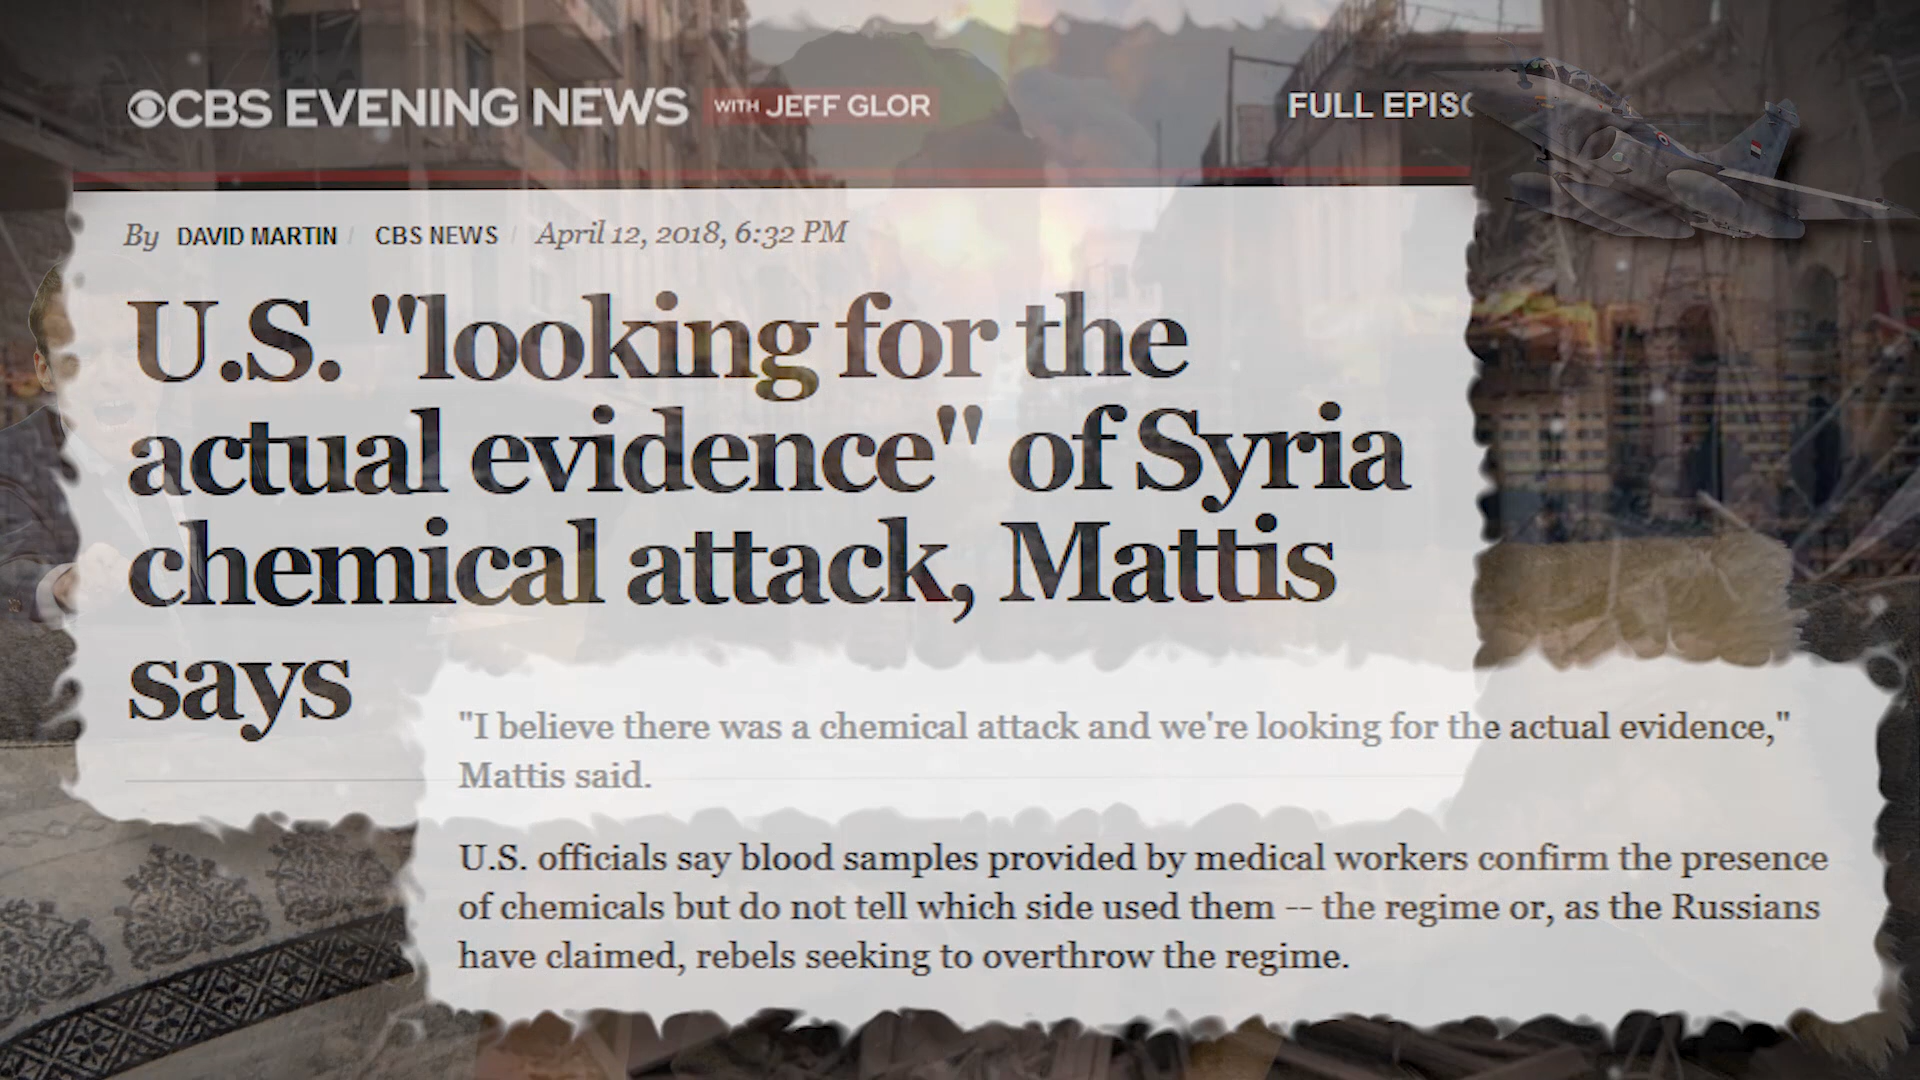 CBS EVENING NEWS WITH JEFF GLOR FULL EPISO
By DAVID MARTIN / CBS NEWS / April 12, 2018, 6:32 PM
U.S. "looking for the
actual evidence" of Syria
chemical attack, Mattis
says
"I believe there was a chemical attack and we're looking for the actual evidence,"
Mattis said.
U.S. officials say blood samples provided by medical workers confirm the presence
of chemicals but do not tell which side used them -- the regime or, as the Russians
have claimed, rebels seeking to overthrow the regime.